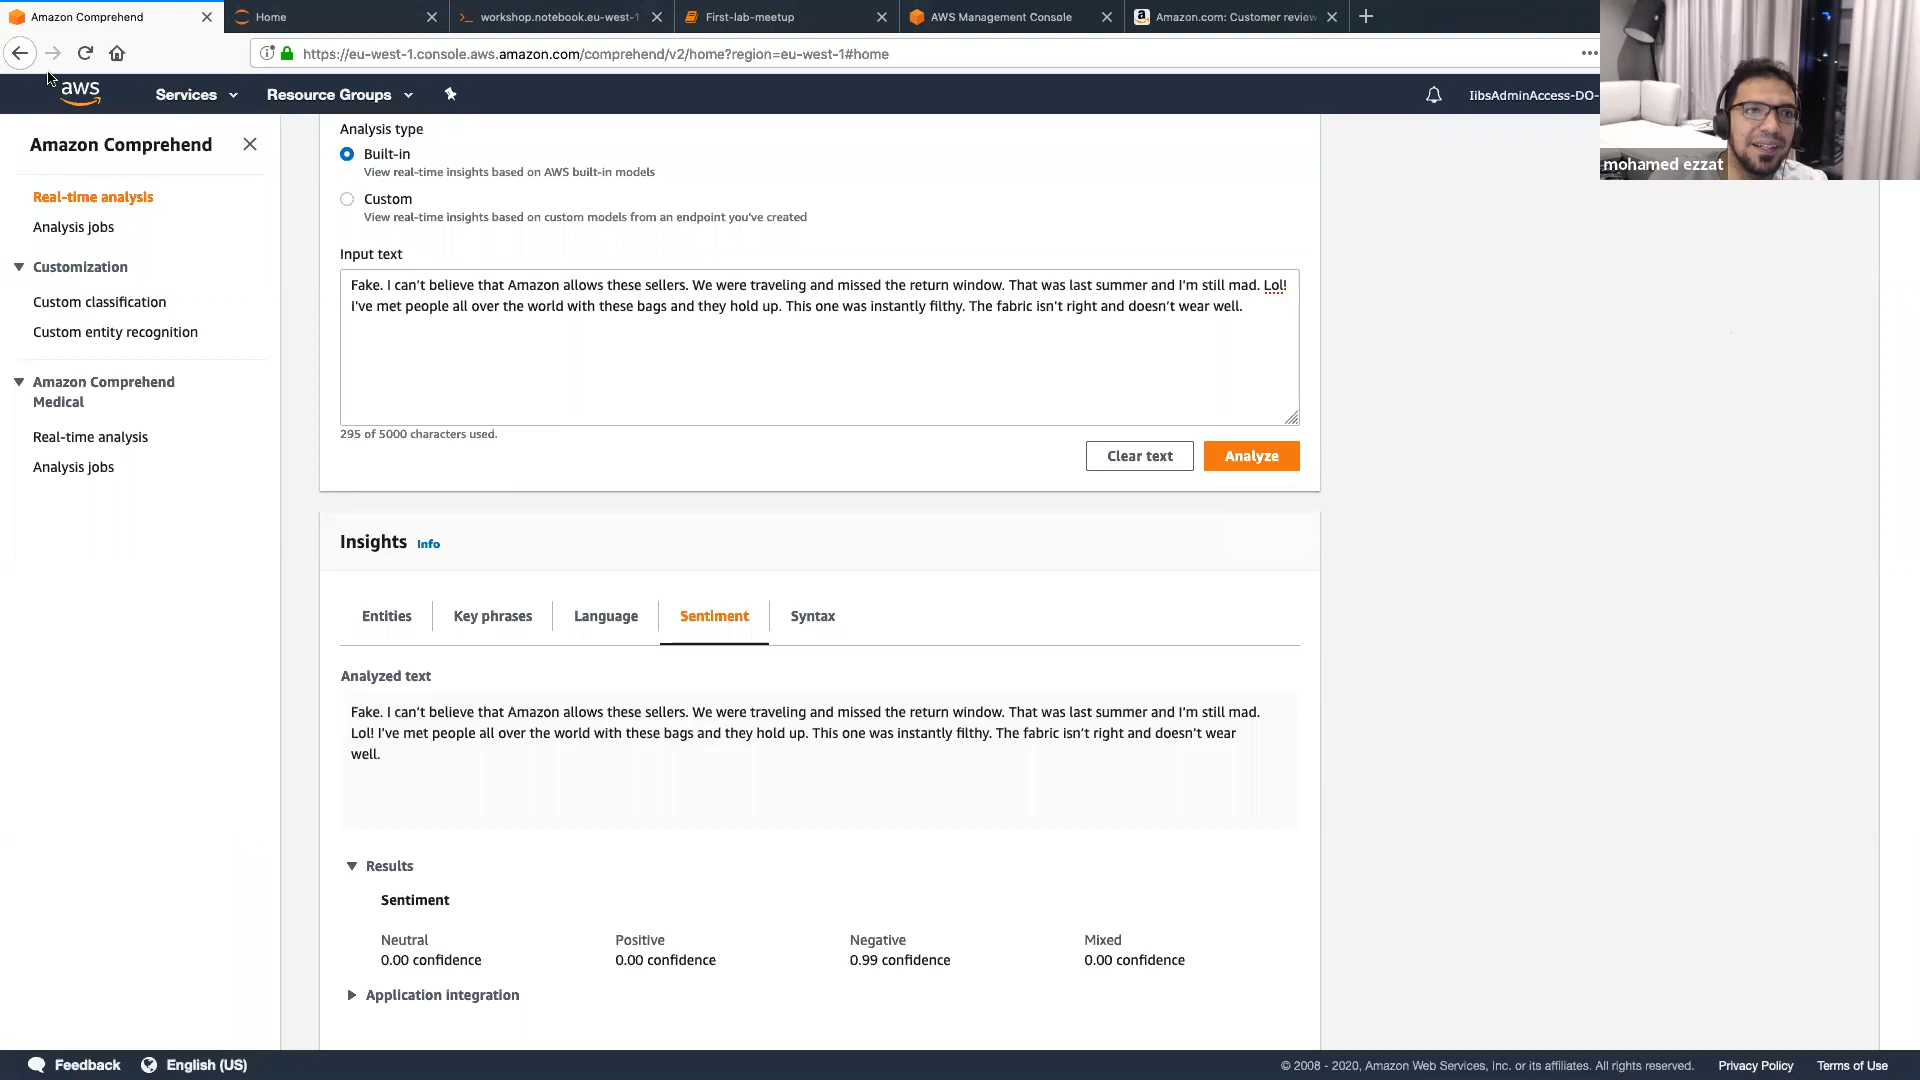 Amazon Comprehend
Home
workshop.notebook.eu-west-1
First-lab-meetup
AWS Management Console
Amazon.com: Customer review
https://eu-west-1.console.aws.amazon.com/comprehend/v2/home?region=eu-west-1#home
aws
Services
Resource Groups
IibsAdminAccess-DO-
mohamed ezzat
Amazon Comprehend
Real-time analysis
Analysis jobs
Customization
Custom classification
Custom entity recognition
Amazon Comprehend
Medical
Real-time analysis
Analysis jobs
Analysis type
Built-in
View real-time insights based on AWS built-in models
Custom
View real-time insights based on custom models from an endpoint you've created
Input text
Fake. I can’t believe that Amazon allows these sellers. We were traveling and missed the return window. That was last summer and I’m still mad. Lol!
I’ve met people all over the world with these bags and they hold up. This one was instantly filthy. The fabric isn’t right and doesn’t wear well.
295 of 5000 characters used.
Clear text
Analyze
Insights
Info
Entities
Key phrases
Language
Sentiment
Syntax
Analyzed text
Fake. I can’t believe that Amazon allows these sellers. We were traveling and missed the return window. That was last summer and I’m still mad.
Lol! I’ve met people all over the world with these bags and they hold up. This one was instantly filthy. The fabric isn’t right and doesn’t wear
well.
Results
Sentiment
Neutral
0.00 confidence
Positive
0.00 confidence
Negative
0.99 confidence
Mixed
0.00 confidence
Application integration
Feedback
English (US)
© 2008 - 2020, Amazon Web Services, Inc. or its affiliates. All rights reserved.
Privacy Policy
Terms of Use